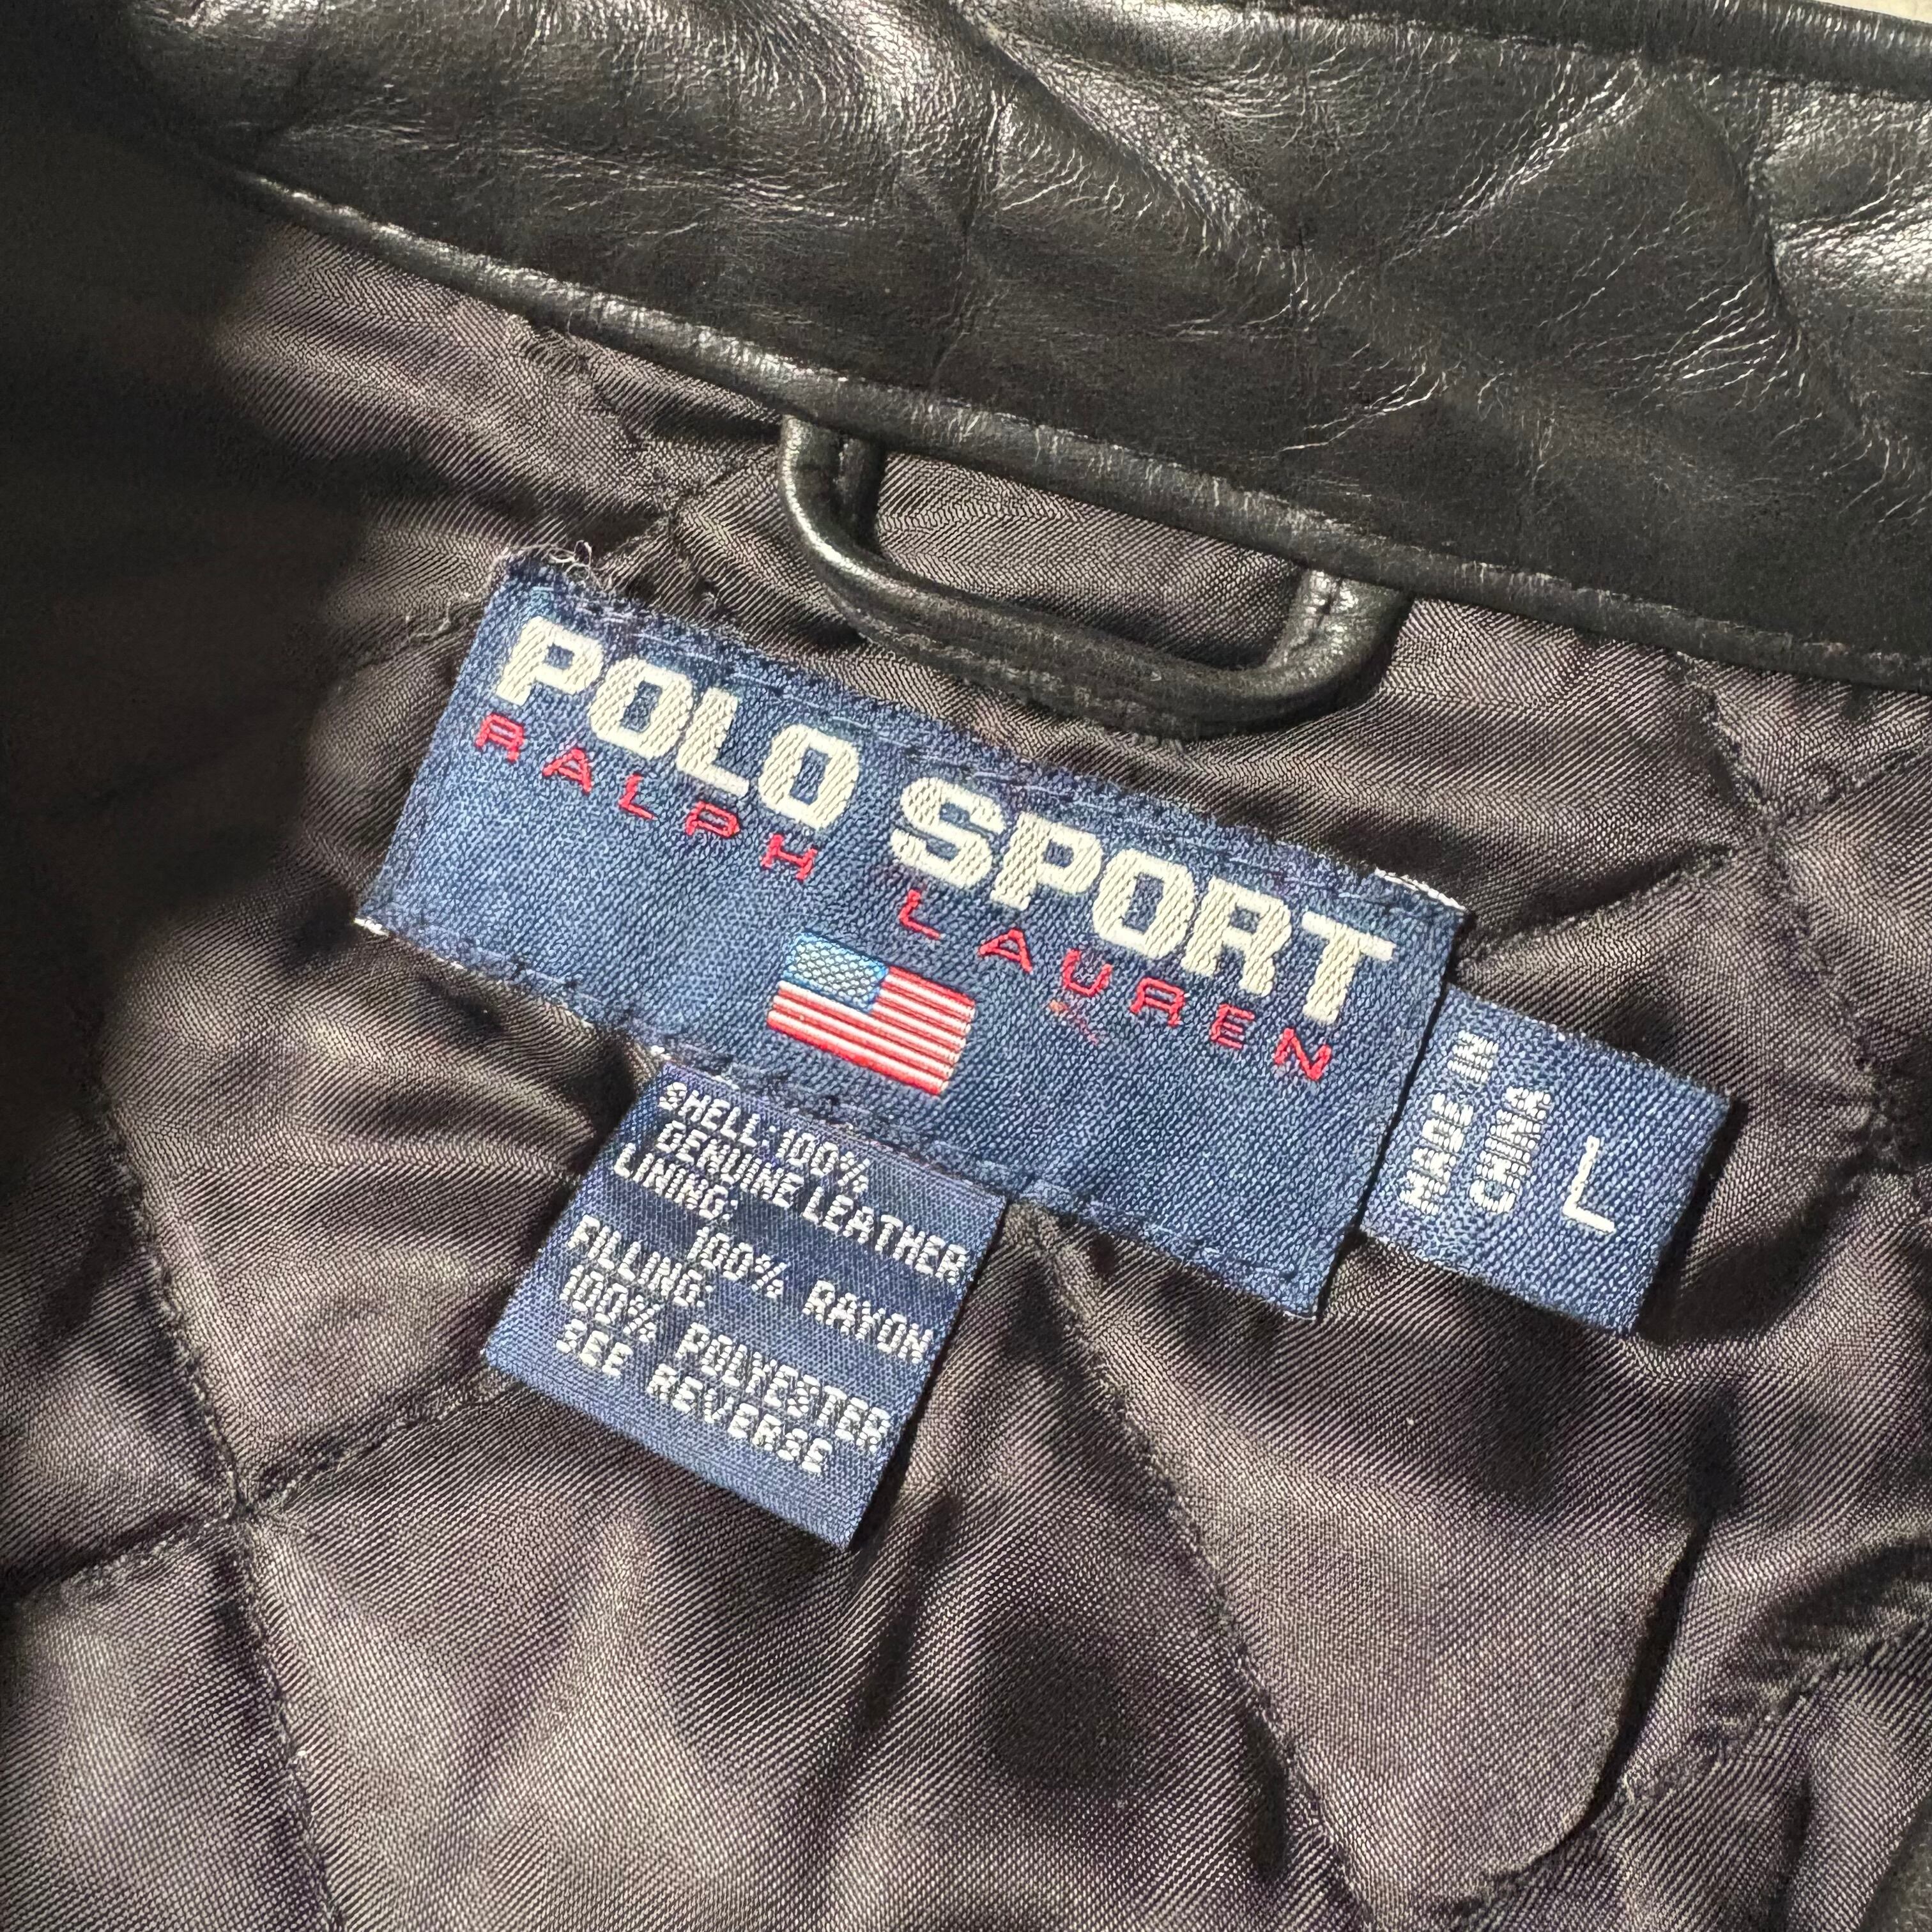 POLO SPORT
RALPH LAUREN
MADE IN
CHINA
L
SHELL:100%
GENUINE LEATHER
LINING:
100% RAYON
FILLING:
100% POLYESTER
SEE REVERSE